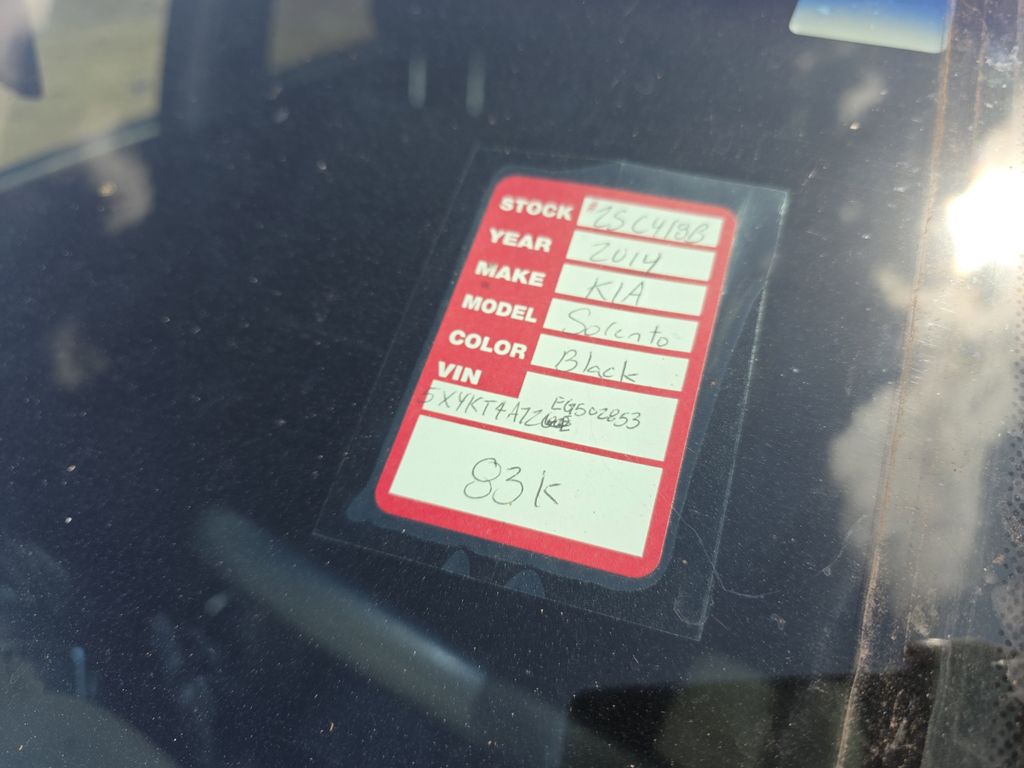 STOCK #25C418B
YEAR 2014
MAKE KIA
MODEL Sorento
COLOR Black
VIN
5XYKT4A72 EG502853
83K